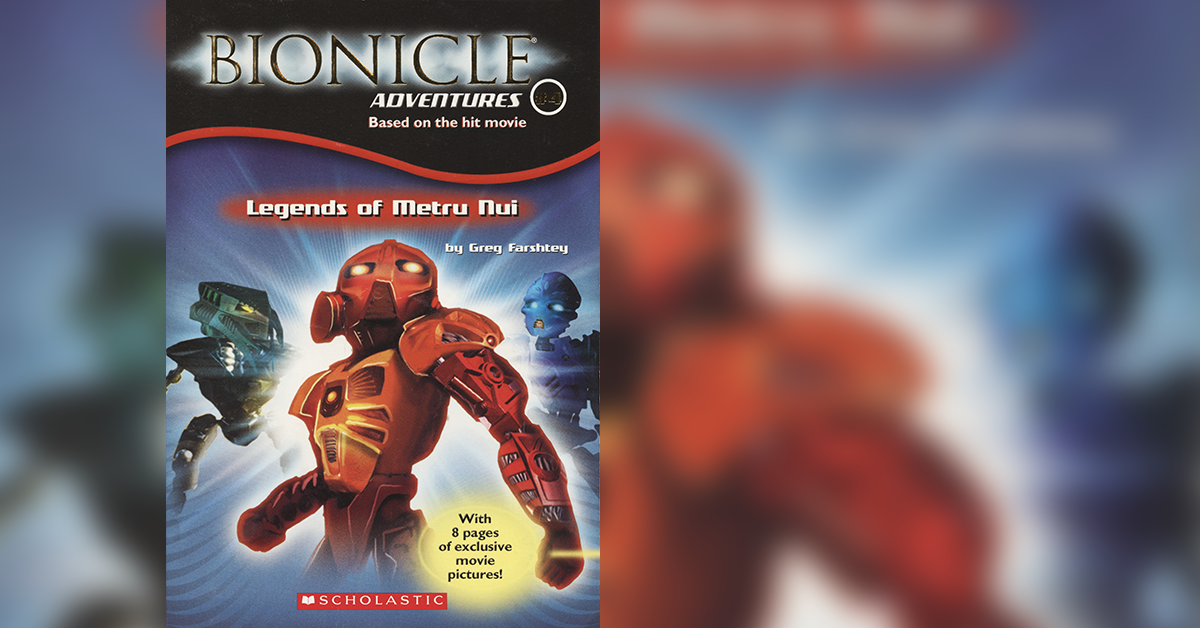 BIONICLE®
ADVENTURES #4
Based on the hit movie
Legends of Metru Nui
by Greg Farshtey
With
8 pages
of exclusive
movie
pictures!
SCHOLASTIC